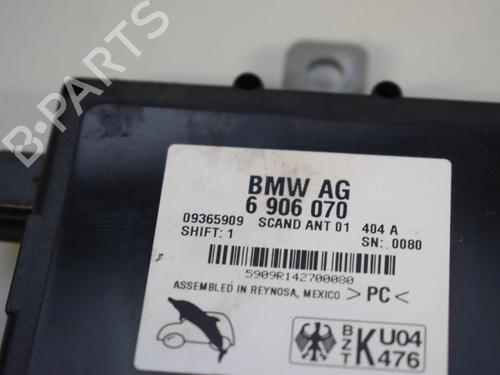 B-PARTS
BMW AG
6 906 070
09365909 SCAND ANT 01 404 A
SHIFT: 1 SN: 0080
5909R142700080
ASSEMBLED IN REYNOSA, MEXICO >PC<
BZT K U04 476